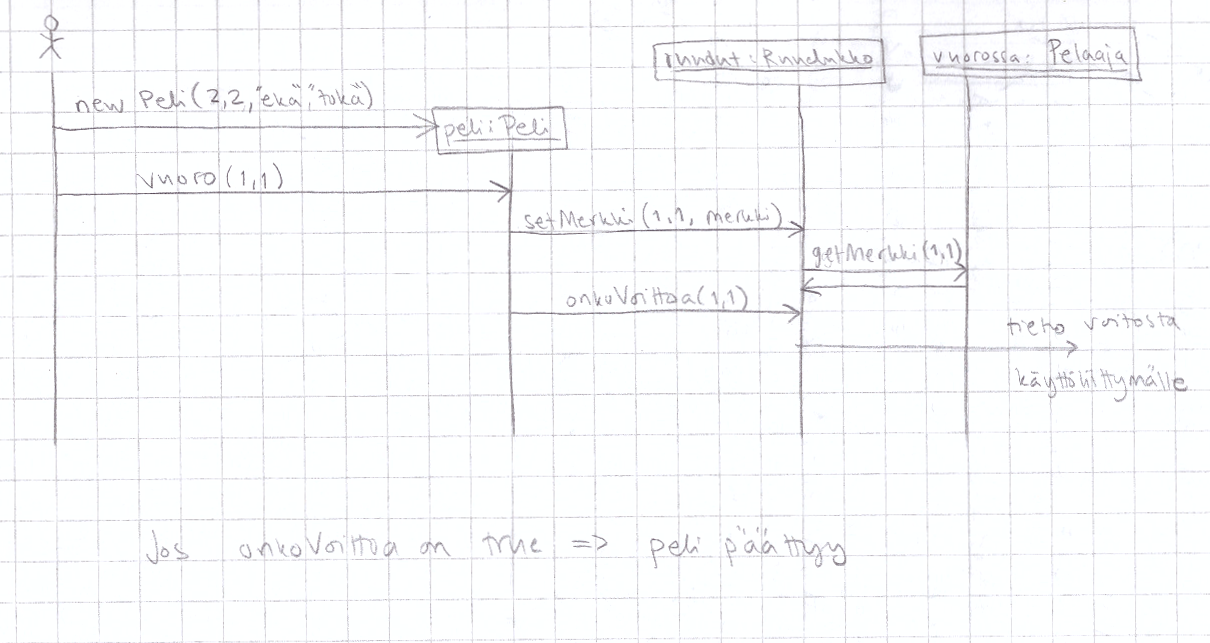 ruudut : Ruudukko
vuorossa: Pelaaja
new Peli(2,2,"ekä","tokä")
peli: Peli
vuoro(1,1)
setMerkki(1,1, merkki)
getMerkki(1,1)
onkoVoittoa(1,1)
tieto voitosta
käyttöliittymälle
Jos onkoVoittoa on true => peli päättyy